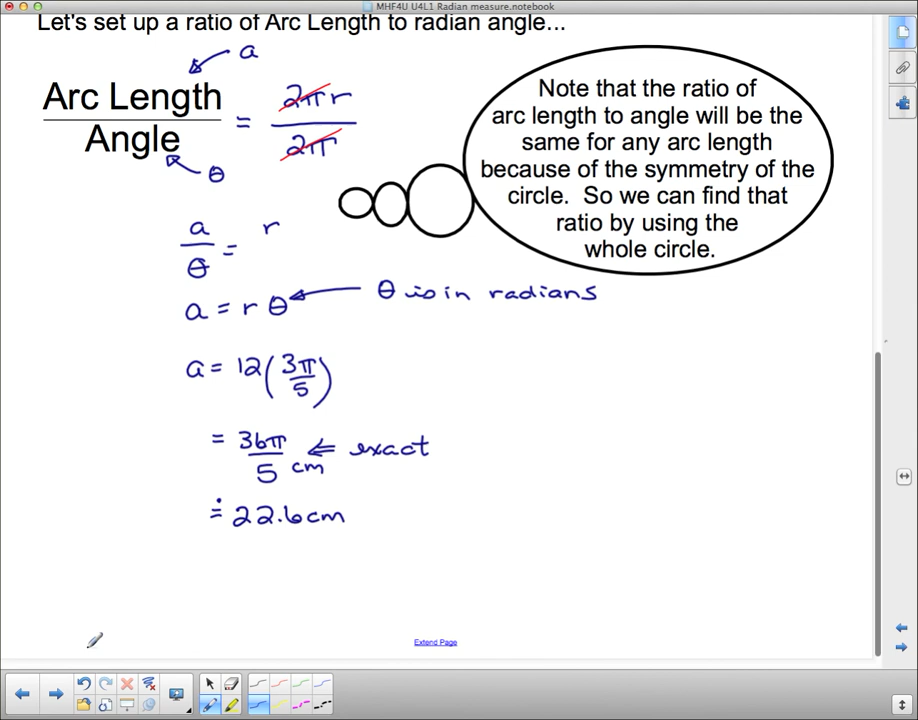 MHF4U U4L1 Radian measure.notebook
Let's set up a ratio of Arc Length to radian angle...
a
Arc Length
Angle
= 2πr
2π
θ
Note that the ratio of
arc length to angle will be the
same for any arc length
because of the symmetry of the
circle. So we can find that
ratio by using the
whole circle.
a
θ
= r
a = r θ
θ is in radians
a = 12(3π/5)
= 36π/5 cm ⇐ exact
≐ 22.6cm
Extend Page